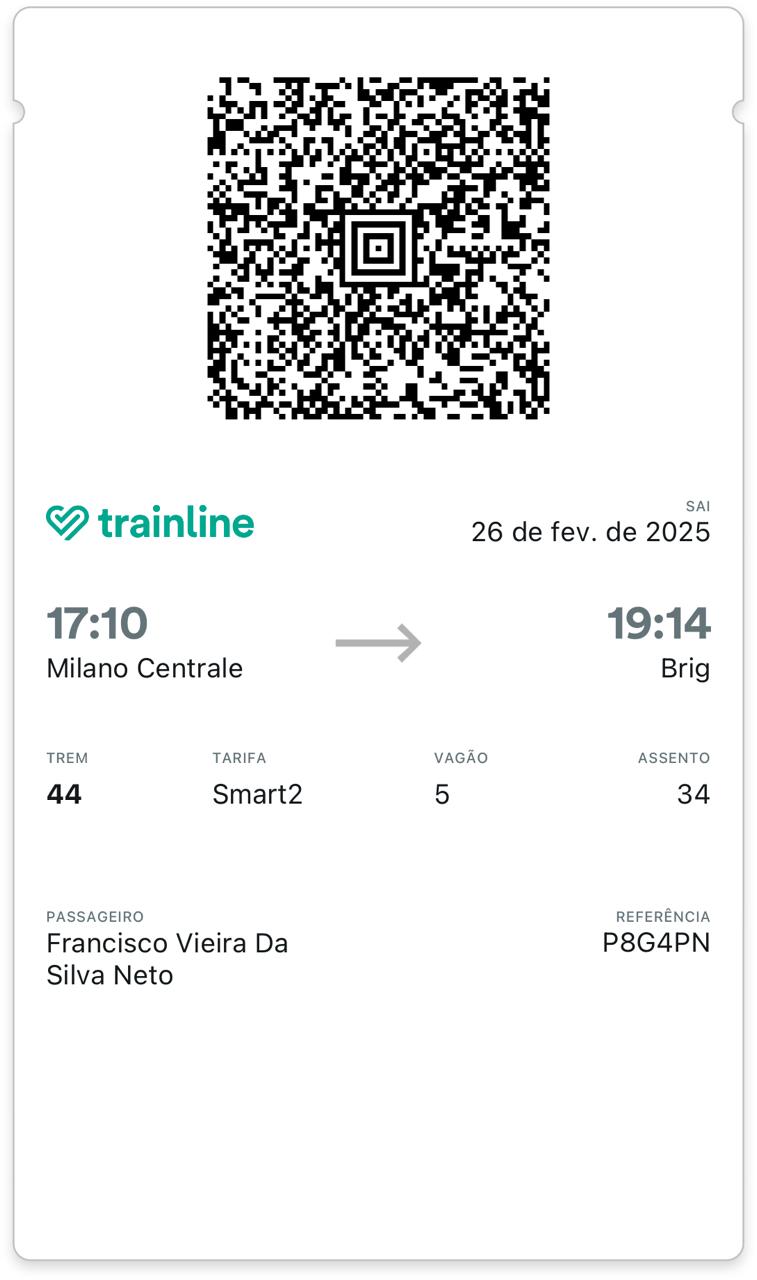 trainline
SAI
26 de fev. de 2025
17:10
19:14
Milano Centrale
Brig
TREM
TARIFA
VAGÃO
ASSENTO
44
Smart2
5
34
PASSAGEIRO
REFERÊNCIA
Francisco Vieira Da
Silva Neto
P8G4PN